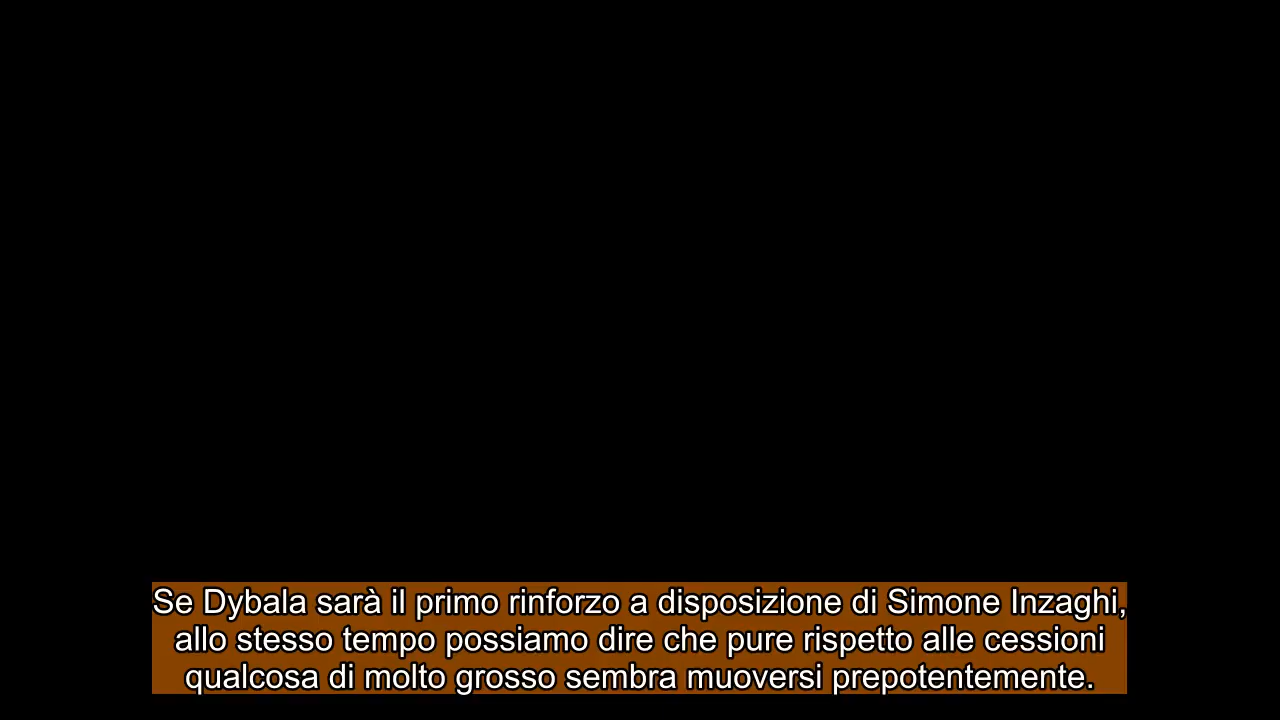 Se Dybala sarà il primo rinforzo a disposizione di Simone Inzaghi,
allo stesso tempo possiamo dire che pure rispetto alle cessioni
qualcosa di molto grosso sembra muoversi prepotentemente.